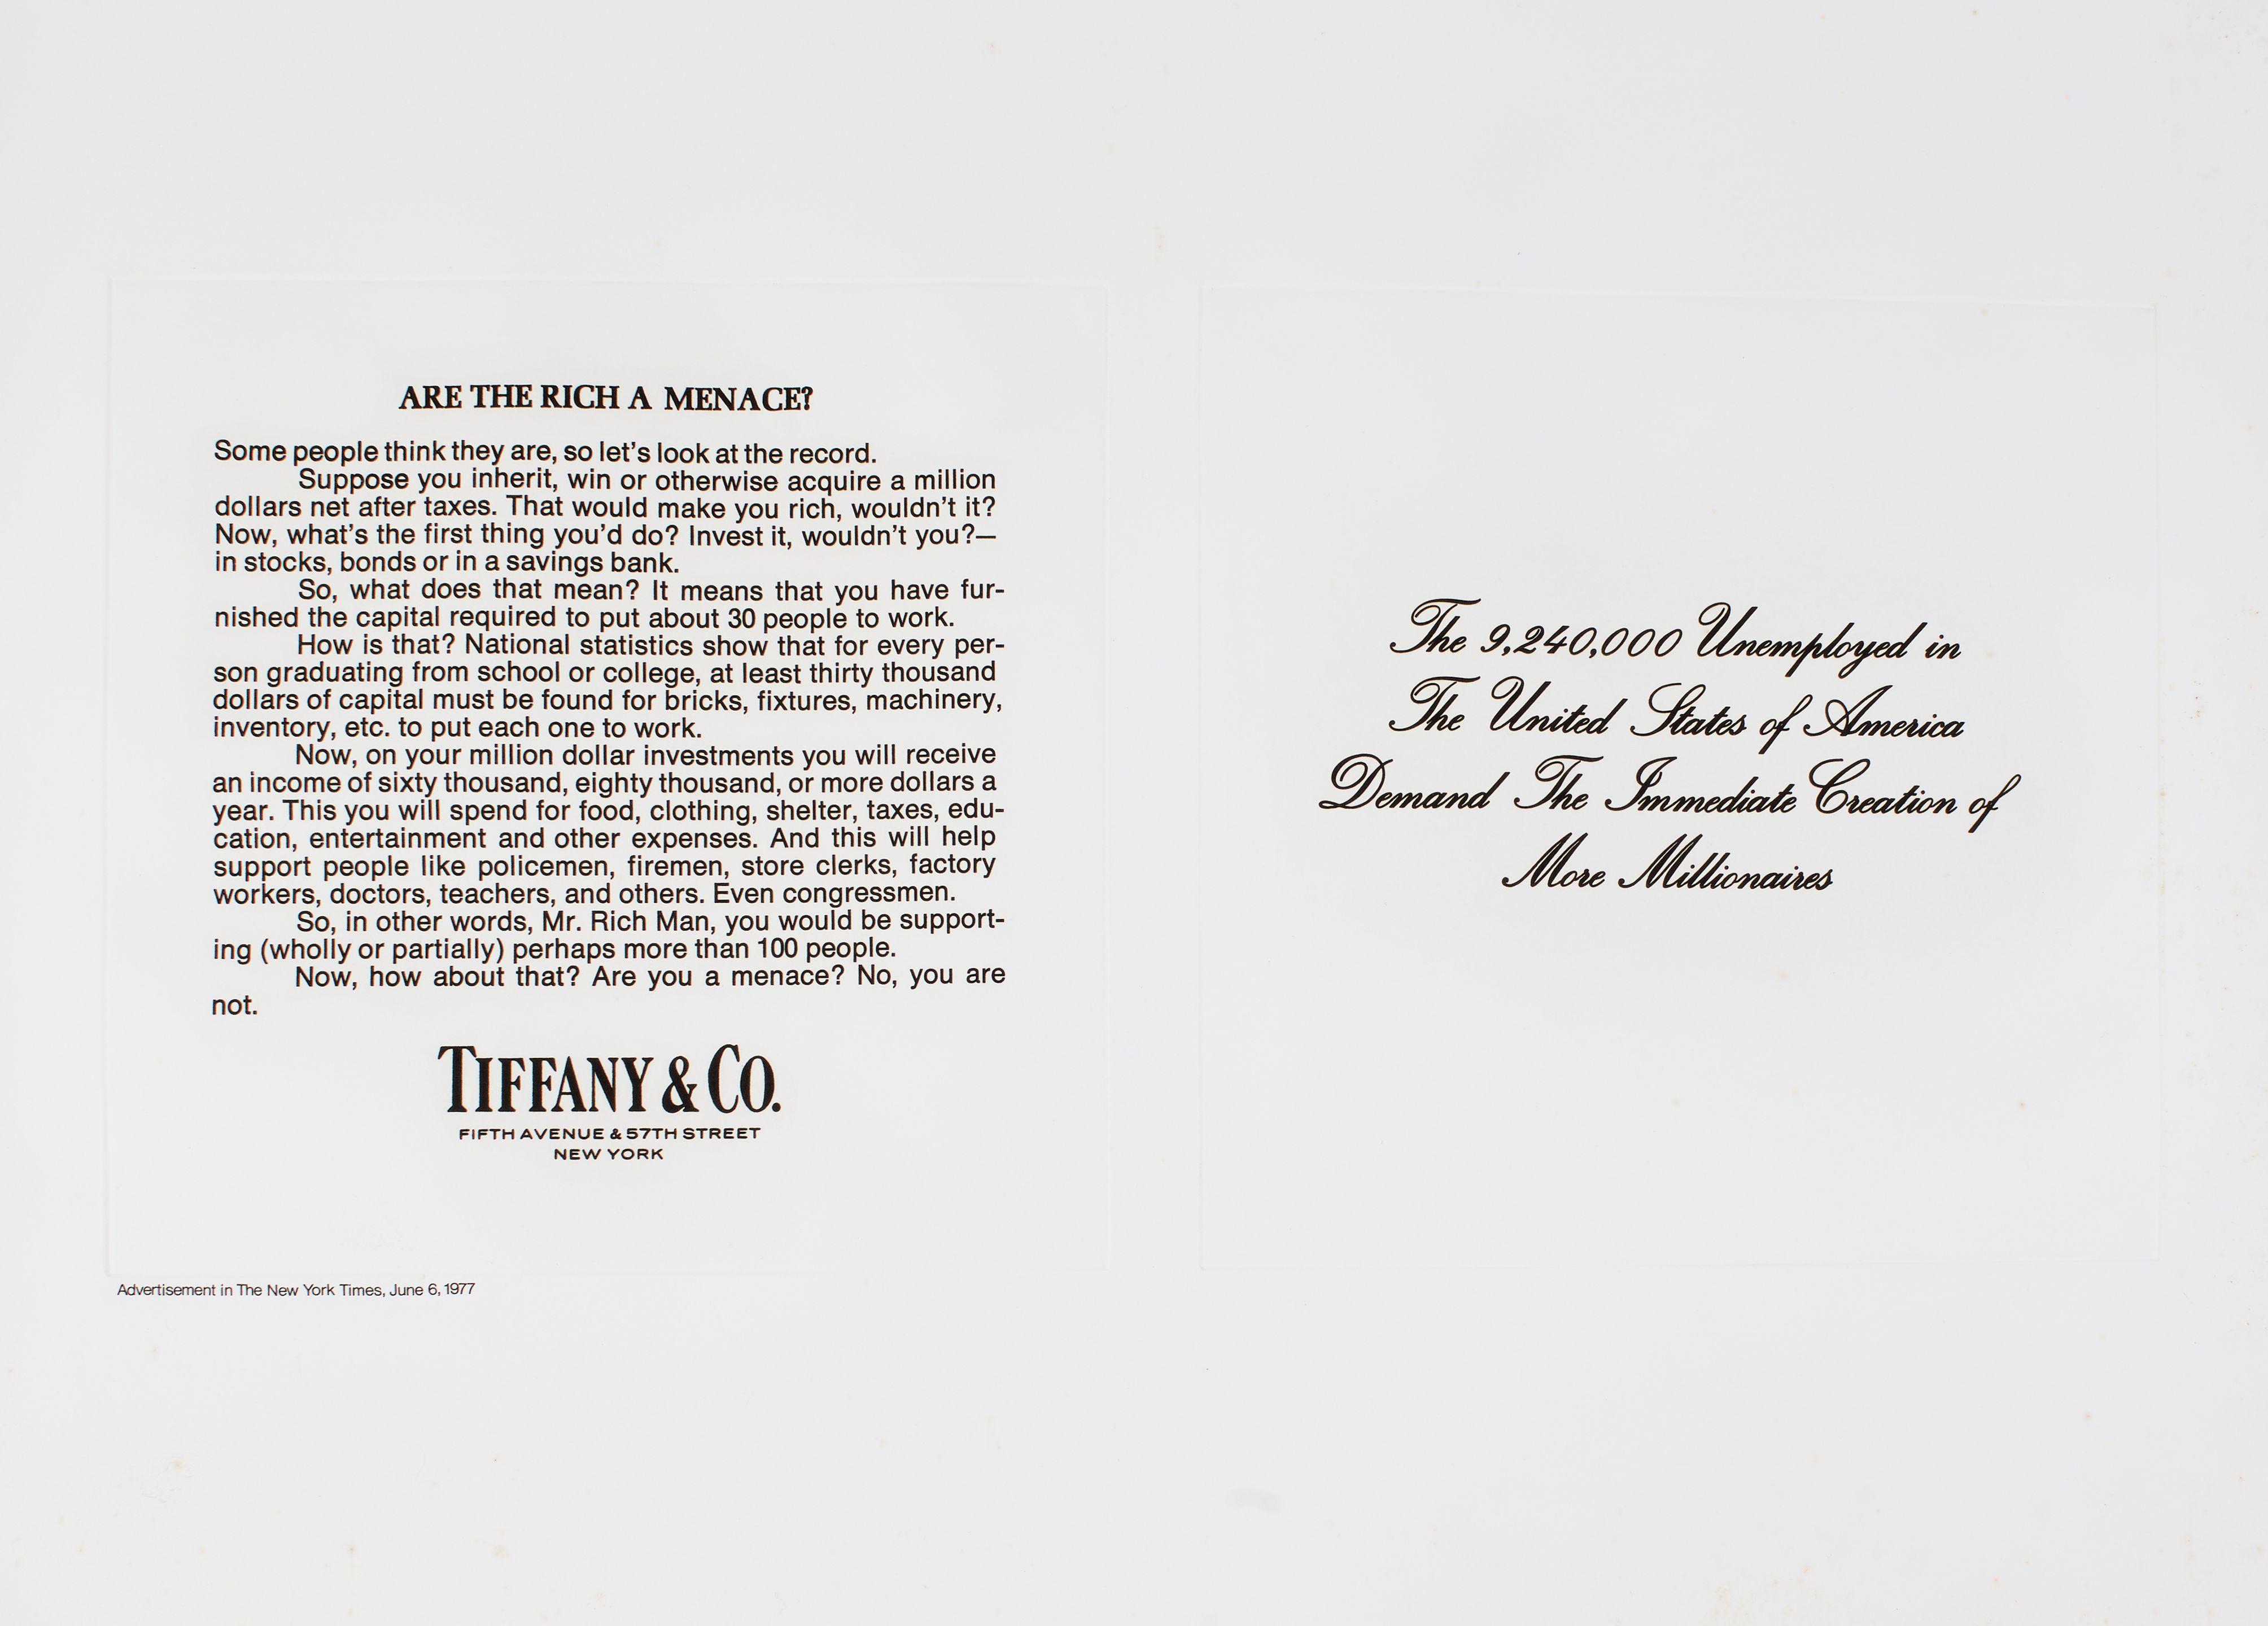 ARE THE RICH A MENACE?
Some people think they are, so let's look at the record.
Suppose you inherit, win or otherwise acquire a million
dollars net after taxes. That would make you rich, wouldn't it?
Now, what's the first thing you'd do? Invest it, wouldn't you?—
in stocks, bonds or in a savings bank.
So, what does that mean? It means that you have fur-
nished the capital required to put about 30 people to work.
How is that? National statistics show that for every per-
son graduating from school or college, at least thirty thousand
dollars of capital must be found for bricks, fixtures, machinery,
inventory, etc. to put each one to work.
Now, on your million dollar investments you will receive
an income of sixty thousand, eighty thousand, or more dollars a
year. This you will spend for food, clothing, shelter, taxes, edu-
cation, entertainment and other expenses. And this will help
support people like policemen, firemen, store clerks, factory
workers, doctors, teachers, and others. Even congressmen.
So, in other words, Mr. Rich Man, you would be support-
ing (wholly or partially) perhaps more than 100 people.
Now, how about that? Are you a menace? No, you are
not.
TIFFANY & CO.
FIFTH AVENUE & 57TH STREET
NEW YORK
Advertisement in The New York Times, June 6, 1977
The 9,240,000 Unemployed in
The United States of America
Demand The Immediate Creation of
More Millionaires